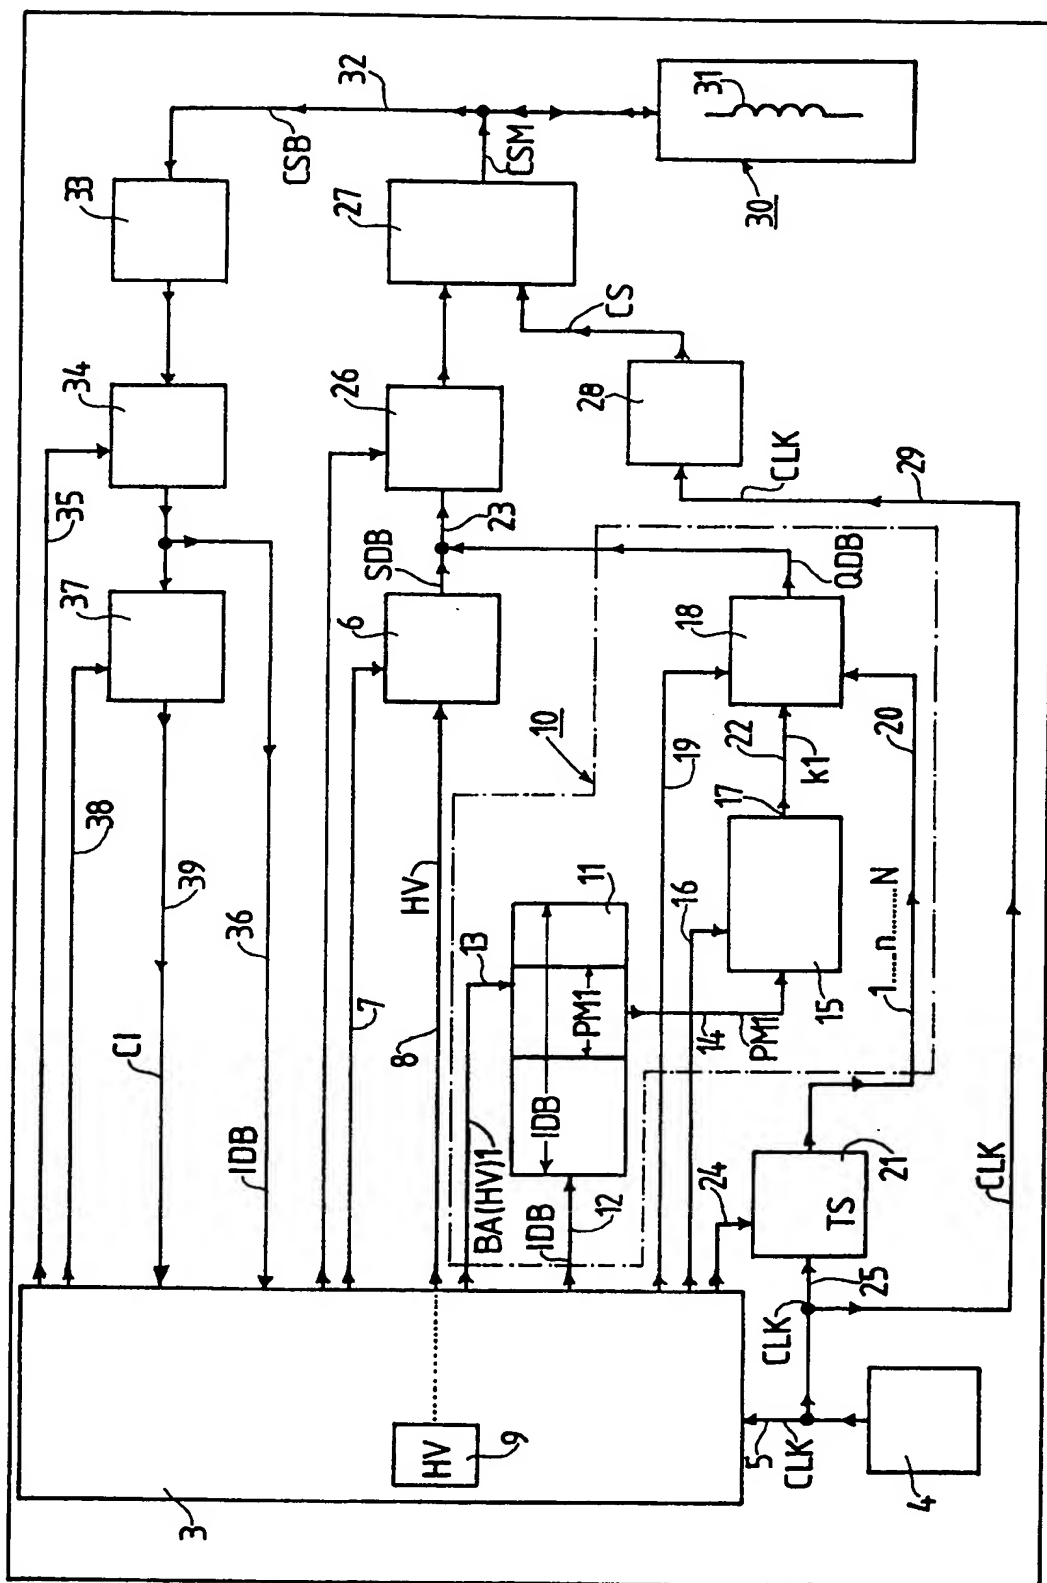 32
CSB
33
34
35
37
38
39
CI
36
IDB
27
CSM
31
30
26
CS
28
CLK
29
23
SDB
6
7
HV
8
10
QDB
18
19
22
k1
17
20
16
15
1.....n..........N
13
11
IDB
PM1
14
PM1
BA(HV)1
IDB
12
24
TS
21
25
CLK
CLK
HV
9
3
5
CLK
4